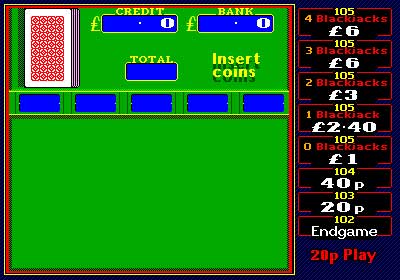 CREDIT
BANK
£ · 0
£ · 0
TOTAL
Insert
coins
105
4 Blackjacks
£6
105
3 Blackjacks
£6
105
2 Blackjacks
£3
105
1 Blackjack
£2·40
105
0 Blackjacks
£1
104
40p
103
20p
102
Endgame
20p Play